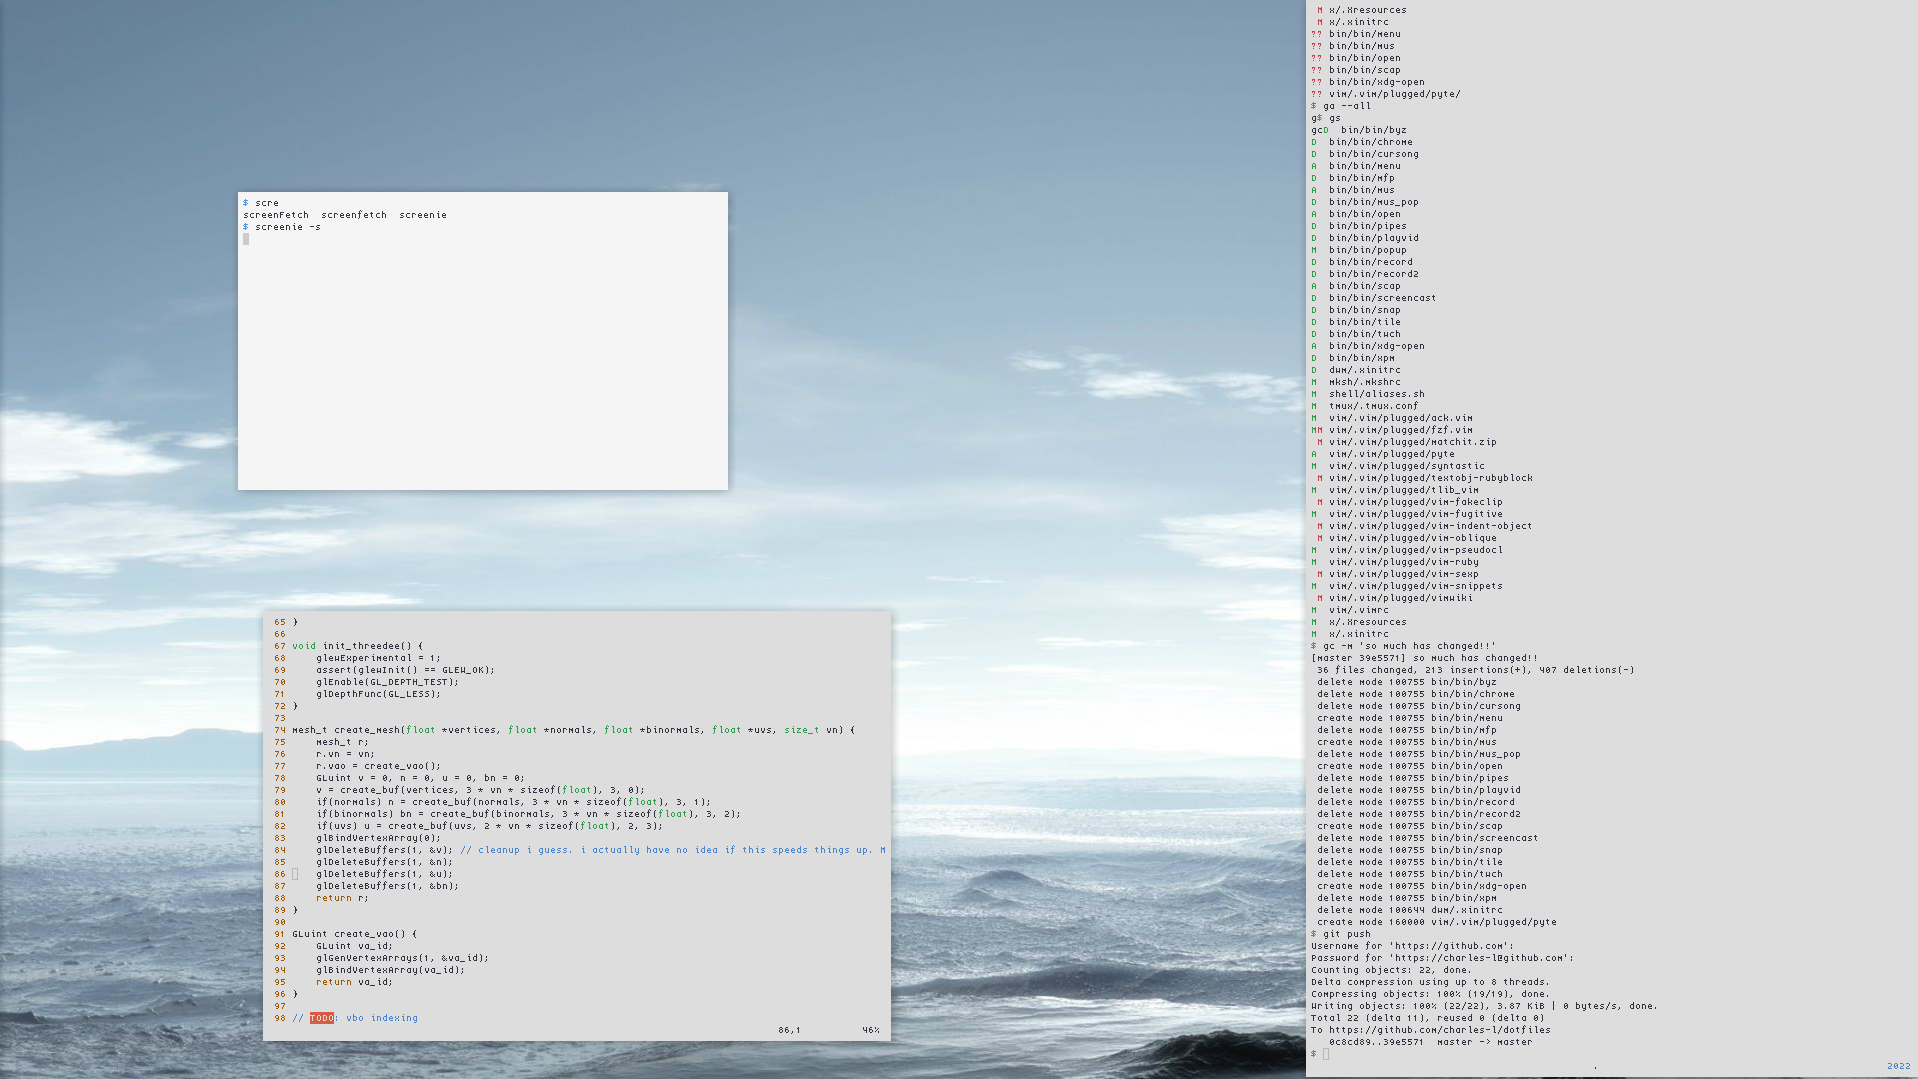 $ scre
screenFetch  screenfetch  screenie
$ screenie -s
65 }
66
67 void init_threedee() {
68     glewExperimental = 1;
69     assert(glewInit() == GLEW_OK);
70     glEnable(GL_DEPTH_TEST);
71     glDepthFunc(GL_LESS);
72 }
73
74 mesh_t create_mesh(float *vertices, float *normals, float *binormals, float *uvs, size_t vn) {
75     mesh_t r;
76     r.vn = vn;
77     r.vao = create_vao();
78     GLuint v = 0, n = 0, u = 0, bn = 0;
79     v = create_buf(vertices, 3 * vn * sizeof(float), 3, 0);
80     if(normals) n = create_buf(normals, 3 * vn * sizeof(float), 3, 1);
81     if(binormals) bn = create_buf(binormals, 3 * vn * sizeof(float), 3, 2);
82     if(uvs) u = create_buf(uvs, 2 * vn * sizeof(float), 2, 3);
83     glBindVertexArray(0);
84     glDeleteBuffers(1, &v); // cleanup i guess. i actually have no idea if this speeds things up. M
85     glDeleteBuffers(1, &n);
86     glDeleteBuffers(1, &u);
87     glDeleteBuffers(1, &bn);
88     return r;
89 }
90
91 GLuint create_vao() {
92     GLuint va_id;
93     glGenVertexArrays(1, &va_id);
94     glBindVertexArray(va_id);
95     return va_id;
96 }
97
98 // TODO: vbo indexing
86,1 46%
 M x/.Xresources
 M x/.xinitrc
?? bin/bin/menu
?? bin/bin/mus
?? bin/bin/open
?? bin/bin/scap
?? bin/bin/xdg-open
?? vim/.vim/plugged/pyte/
$ ga --all
g$ gs
gcD  bin/bin/byz
D  bin/bin/chrome
D  bin/bin/cursong
A  bin/bin/menu
D  bin/bin/mfp
A  bin/bin/mus
D  bin/bin/mus_pop
A  bin/bin/open
D  bin/bin/pipes
D  bin/bin/playvid
M  bin/bin/popup
D  bin/bin/record
D  bin/bin/record2
A  bin/bin/scap
D  bin/bin/screencast
D  bin/bin/snap
D  bin/bin/tile
D  bin/bin/twch
A  bin/bin/xdg-open
D  bin/bin/xpm
D  dwm/.xinitrc
M  mksh/.mkshrc
M  shell/aliases.sh
M  tmux/.tmux.conf
M  vim/.vim/plugged/ack.vim
MM vim/.vim/plugged/fzf.vim
 M vim/.vim/plugged/matchit.zip
A  vim/.vim/plugged/pyte
M  vim/.vim/plugged/syntastic
 M vim/.vim/plugged/textobj-rubyblock
M  vim/.vim/plugged/tlib_vim
 M vim/.vim/plugged/vim-fakeclip
M  vim/.vim/plugged/vim-fugitive
 M vim/.vim/plugged/vim-indent-object
 M vim/.vim/plugged/vim-oblique
M  vim/.vim/plugged/vim-pseudocl
M  vim/.vim/plugged/vim-ruby
 M vim/.vim/plugged/vim-sexp
M  vim/.vim/plugged/vim-snippets
 M vim/.vim/plugged/vimwiki
M  vim/.vimrc
M  x/.Xresources
M  x/.xinitrc
$ gc -m 'so much has changed!!'
[master 39e5571] so much has changed!!
 36 files changed, 213 insertions(+), 407 deletions(-)
 delete mode 100755 bin/bin/byz
 delete mode 100755 bin/bin/chrome
 delete mode 100755 bin/bin/cursong
 create mode 100755 bin/bin/menu
 delete mode 100755 bin/bin/mfp
 create mode 100755 bin/bin/mus
 delete mode 100755 bin/bin/mus_pop
 create mode 100755 bin/bin/open
 delete mode 100755 bin/bin/pipes
 delete mode 100755 bin/bin/playvid
 delete mode 100755 bin/bin/record
 delete mode 100755 bin/bin/record2
 create mode 100755 bin/bin/scap
 delete mode 100755 bin/bin/screencast
 delete mode 100755 bin/bin/snap
 delete mode 100755 bin/bin/tile
 delete mode 100755 bin/bin/twch
 create mode 100755 bin/bin/xdg-open
 delete mode 100755 bin/bin/xpm
 delete mode 100644 dwm/.xinitrc
 create mode 160000 vim/.vim/plugged/pyte
$ git push
Username for 'https://github.com':
Password for 'https://charles-l@github.com':
Counting objects: 22, done.
Delta compression using up to 8 threads.
Compressing objects: 100% (19/19), done.
Writing objects: 100% (22/22), 3.87 KiB | 0 bytes/s, done.
Total 22 (delta 11), reused 0 (delta 0)
To https://github.com/charles-l/dotfiles
   0c8cd89..39e5571  master -> master
$
2022